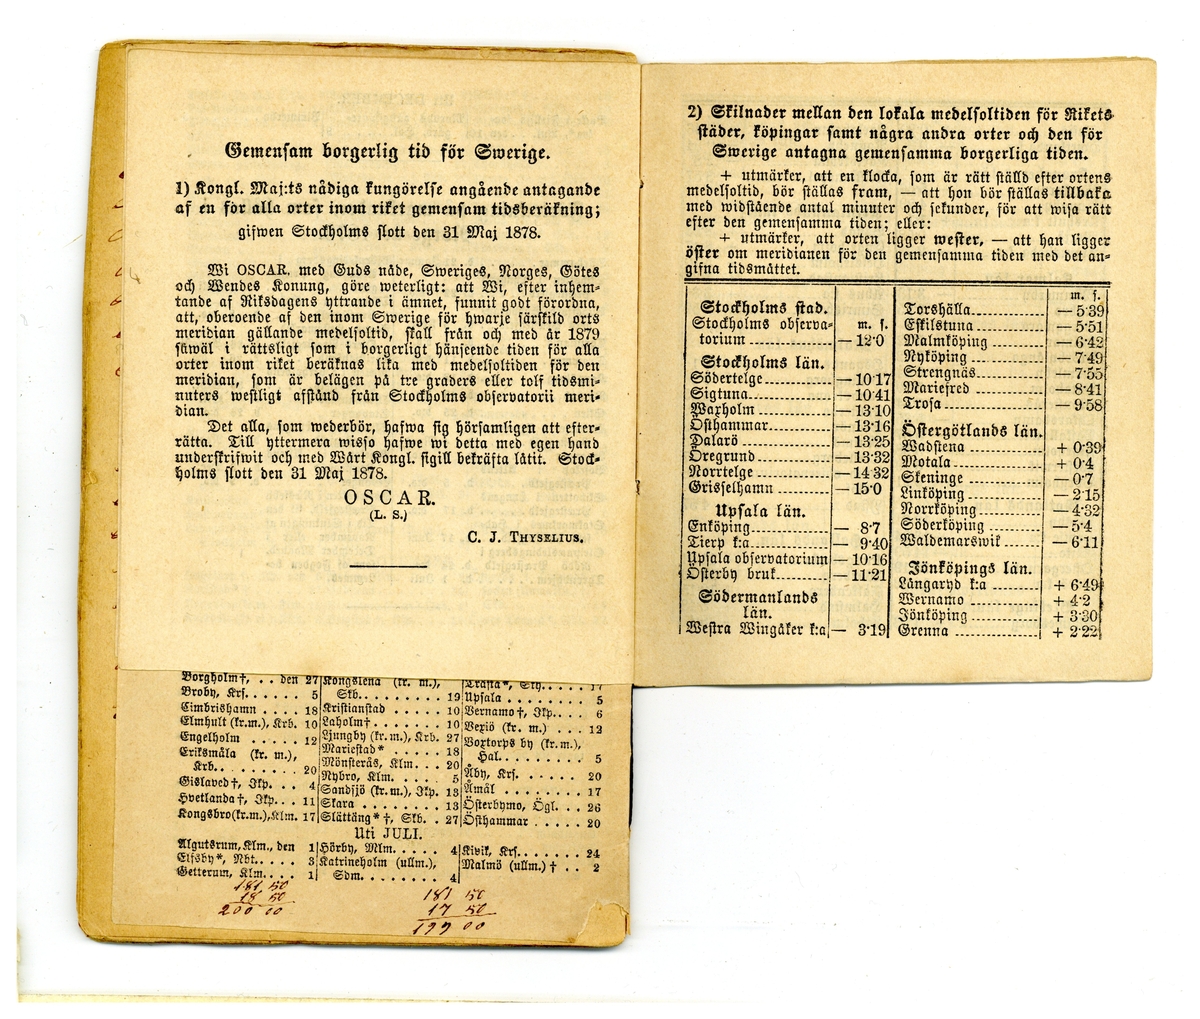 Gemensam borgerlig tid för Swerige.
1) Kongl. Maj:ts nådiga kungörelse angående antagande
af en för alla orter inom riket gemensam tidsberäkning;
gifwen Stockholms slott den 31 Maj 1878.
Wi OSCAR, med Guds nåde, Sweriges, Norges, Götes
och Wendes Konung, göre weterligt: att Wi, efter inhem-
tande af Riksdagens yttrande i ämnet, funnit godt förordna,
att, oberoende af den inom Swerige för hwarje särskild orts
meridian gällande medelsoltid, skall från och med år 1879
såwäl i rättsligt som i borgerligt hänseende tiden för alla
orter inom riket beräknas lika med medelsoltiden för den
meridian, som är belägen på tre graders eller tolf tidsmi-
nuters westligt afstånd från Stockholms observatorii meri-
dian.
Det alla, som wederbör, hafwa sig hörsamligen att efter-
rätta. Till yttermera wisso hafwe wi detta med egen hand
underskrifwit och med Wårt Kongl. sigill bekräfta låtit. Stock-
holms slott den 31 Maj 1878.
OSCAR.
(L. S.)
C. J. THYSELIUS.
Borgholm†, . . den 27
Broby, Krs. . . . . . 5
Cimbrishamn . . . . 18
Elmhult (kr.m.), Krb. 10
Engelholm . . . . . 12
Eriksmåla (kr. m.),
Krb. . . . . . . . . 20
Gislaved†, Jkp. . . 4
Hvetlanda†, Jkp. . . 11
Kongsbro(kr.m.),Klm. 17
Kongslena (kr. m.),
Skb. . . . . . . . . 19
Kristianstad . . . . . 10
Laholm† . . . . . . . 10
Ljungby (kr.m.), Krb. 27
Mariestad* . . . . . 18
Mönsterås, Klm. . . 20
Nybro, Klm. . . . . 5
Sandsjö (kr.m.), Jkp. 13
Skara . . . . . . . . 13
Slättäng*†, Skb. . . 27
Upsala . . . . . . . . 5
Vernamo†, Jkp. . . . 6
Vexiö (kr. m.) . . . 12
Voxtorps by (kr.m.),
Hal. . . . . . . . . 5
Åby, Krs. . . . . . 20
Åmål . . . . . . . . 17
Österbymo, Ögl. . . 26
Östhammar . . . . . 20
Uti JULI.
Algutsrum, Klm., den 1
Elfsby*, Nbt. . . . . 3
Getterum, Klm. . . . 1
Hörby, Mlm. . . . . 4
Katrineholm (ullm.),
Sdm. . . . . . . . . 4
Kivik, Krs. . . . . . . 24
Malmö (ullm.)† . . . 2
181 50
18 50
200 00
181 50
17 50
199 00
2) Skilnader mellan den lokala medelsoltiden för Rikets
städer, köpingar samt några andra orter och den för
Swerige antagna gemensamma borgerliga tiden.
+ utmärker, att en klocka, som är rätt ställd efter ortens
medelsoltid, bör ställas fram, — att hon bör ställas tillbaka
med widstående antal minuter och sekunder, för att wisa rätt
efter den gemensamma tiden; eller:
+ utmärker, att orten ligger wester, — att han ligger
öster om meridianen för den gemensamma tiden med det an-
gifna tidsmåttet.
Stockholms stad.
Stockholms observa- m. s.
torium — 12·0
Stockholms län.
Södertelge — 10·17
Sigtuna — 10·41
Waxholm — 13·10
Östhammar — 13·16
Dalarö — 13·25
Öregrund — 13·32
Norrtelge — 14·32
Grisselhamn — 15·0
Upsala län.
Enköping — 8·7
Tierp k:a — 9·40
Upsala observatorium — 10·16
Österby bruk — 11·21
Södermanlands
län.
Westra Wingåker k:a — 3·19
m. s.
Torshälla — 5·39
Eskilstuna — 5·51
Malmköping — 6·42
Nyköping — 7·49
Strengnäs — 7·55
Mariefred — 8·41
Trosa — 9·58
Östergötlands län.
Wadstena + 0·39
Motala + 0·4
Skeninge — 0·7
Linköping — 2·15
Norrköping — 4·32
Söderköping — 5·4
Waldemarswik — 6·11
Jönköpings län.
Långaryd k:a + 6·49
Wernamo + 4·2
Jönköping + 3·30
Grenna + 2·22